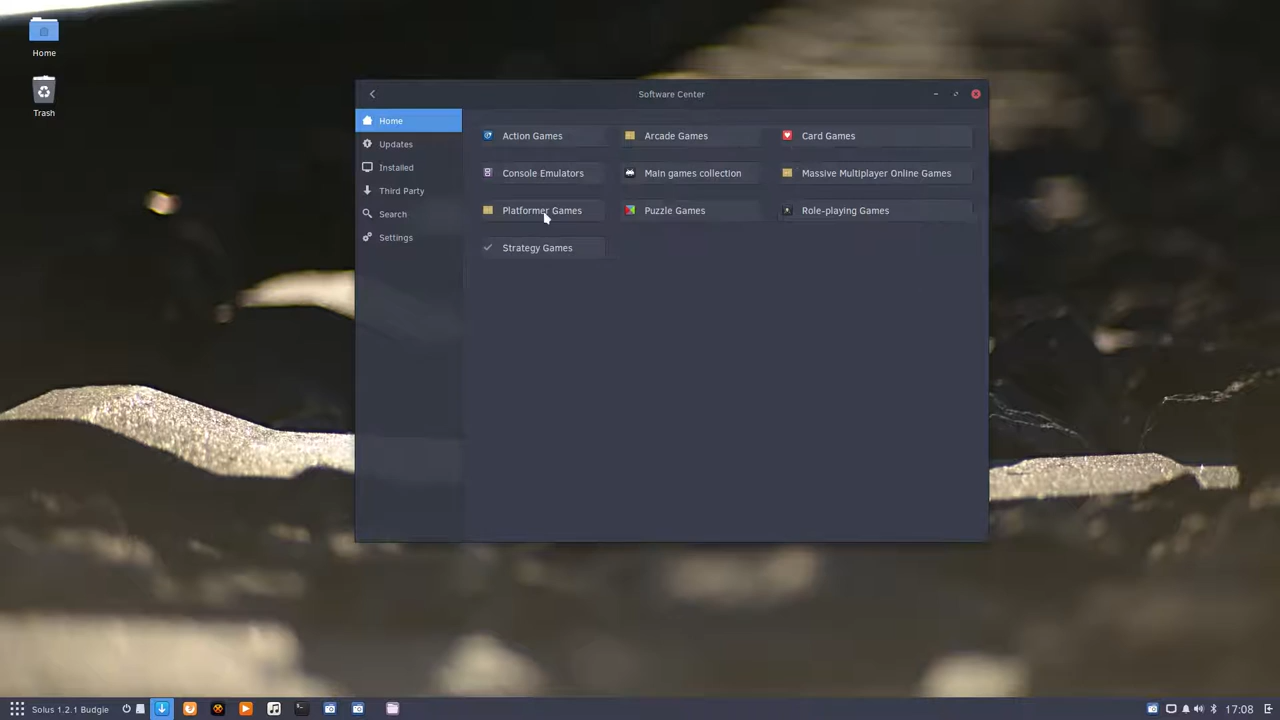 Home
Trash
Software Center
Home
Updates
Installed
Third Party
Search
Settings
Action Games
Arcade Games
Card Games
Console Emulators
Main games collection
Massive Multiplayer Online Games
Platformer Games
Puzzle Games
Role-playing Games
Strategy Games
Solus 1.2.1 Budgie
17:08